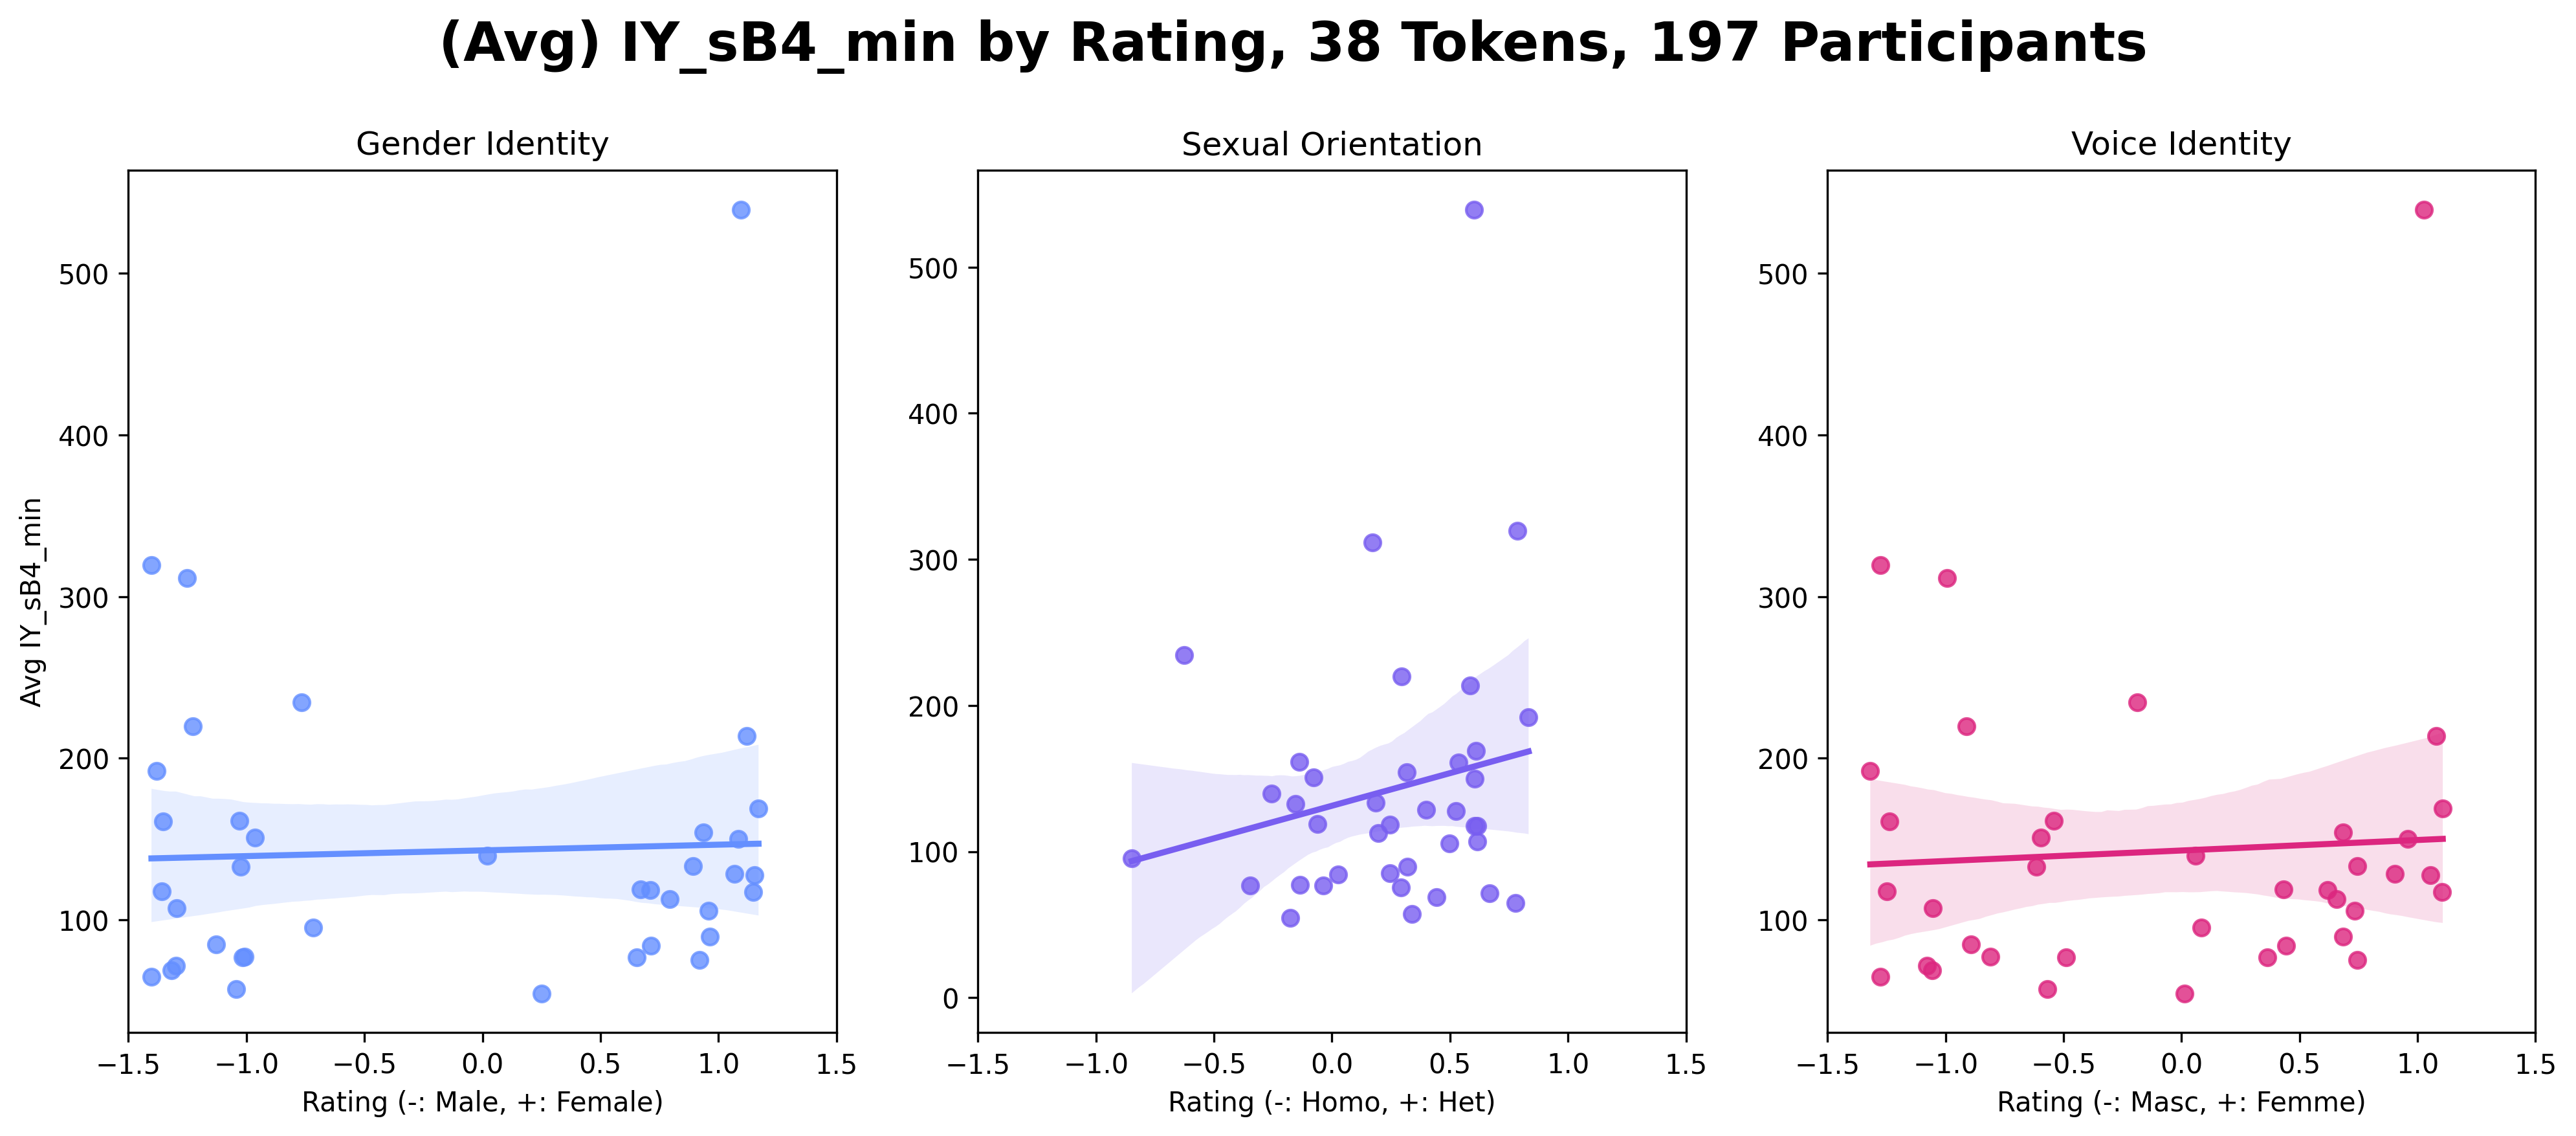 (Avg) IY_sB4_min by Rating, 38 Tokens, 197 Participants
Gender Identity
Sexual Orientation
Voice Identity
Avg IY_sB4_min
500
400
300
200
100
−1.5 −1.0 −0.5 0.0 0.5 1.0 1.5
Rating (-: Male, +: Female)
500
400
300
200
100
0
−1.5 −1.0 −0.5 0.0 0.5 1.0 1.5
Rating (-: Homo, +: Het)
500
400
300
200
100
−1.5 −1.0 −0.5 0.0 0.5 1.0 1.5
Rating (-: Masc, +: Femme)